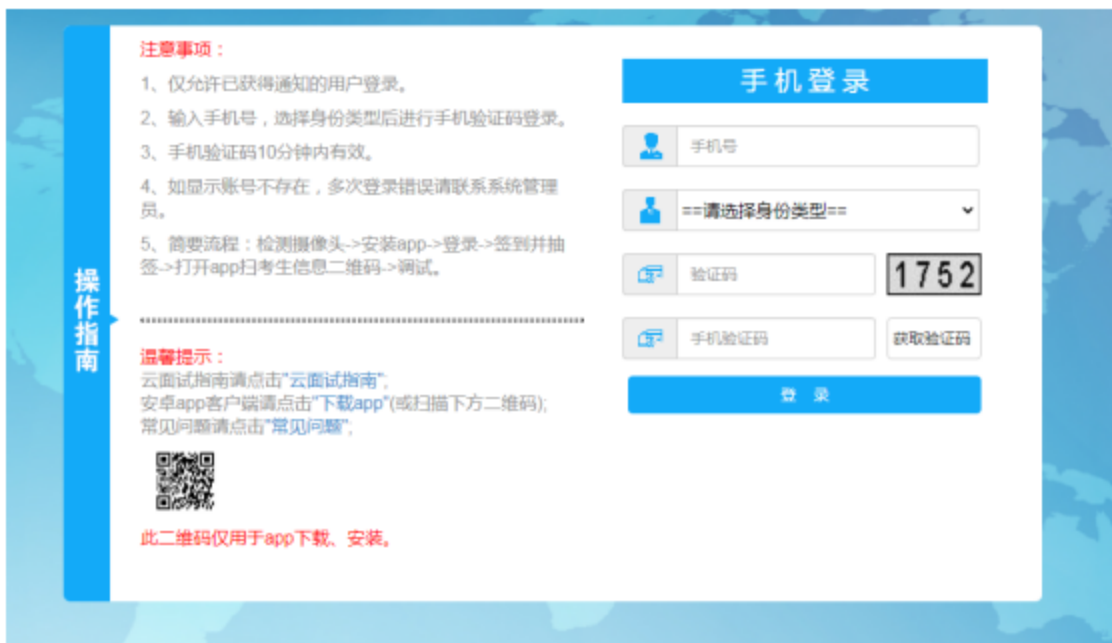 操作指南
注意事项：
1、仅允许已获得通知的用户登录。
2、输入手机号，选择身份类型后进行手机验证码登录。
3、手机验证码10分钟内有效。
4、如显示账号不存在，多次登录错误请联系系统管理
员。
5、简要流程：检测摄像头->安装app->登录->签到并抽
签->打开app扫考生信息二维码->调试。
温馨提示：
云面试指南请点击"云面试指南";
安卓app客户端请点击"下载app"(或扫描下方二维码);
常见问题请点击"常见问题";
此二维码仅用于app下载、安装。
手机登录
手机号
==请选择身份类型==
验证码 1752
手机验证码 获取验证码
登 录